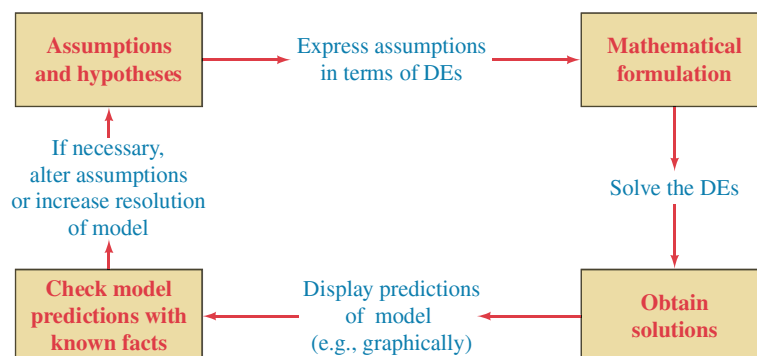 Assumptions
and hypotheses
Express assumptions
in terms of DEs
Mathematical
formulation
If necessary,
alter assumptions
or increase resolution
of model
Solve the DEs
Check model
predictions with
known facts
Display predictions
of model
(e.g., graphically)
Obtain
solutions